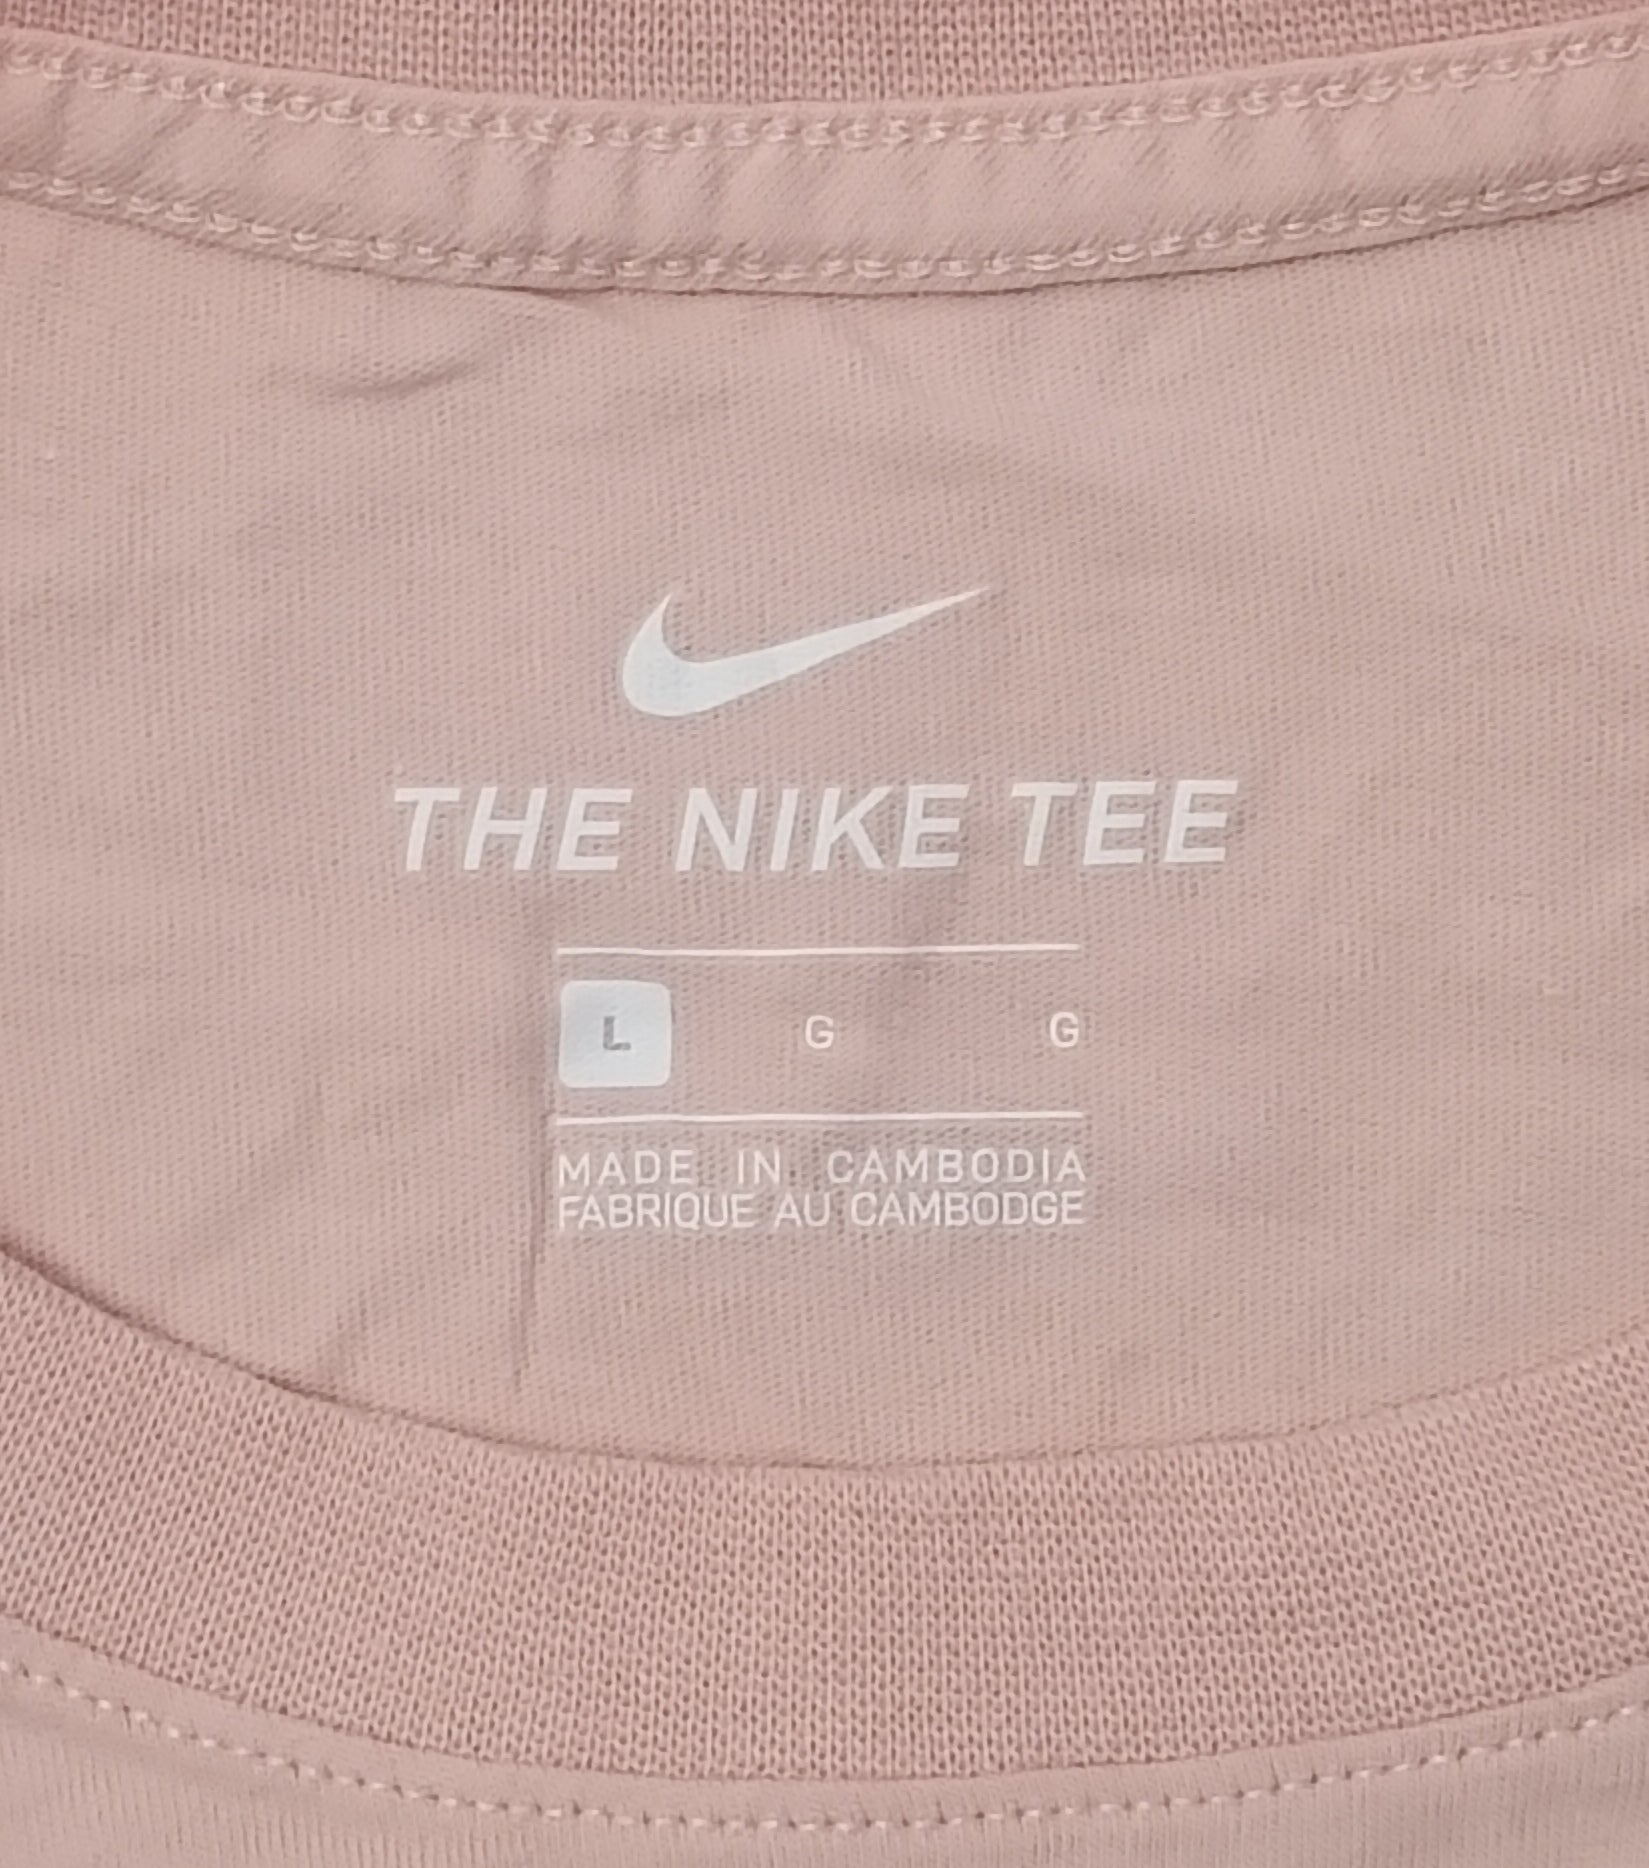 THE NIKE TEE
L G G
MADE IN CAMBODIA
FABRIQUE AU CAMBODGE